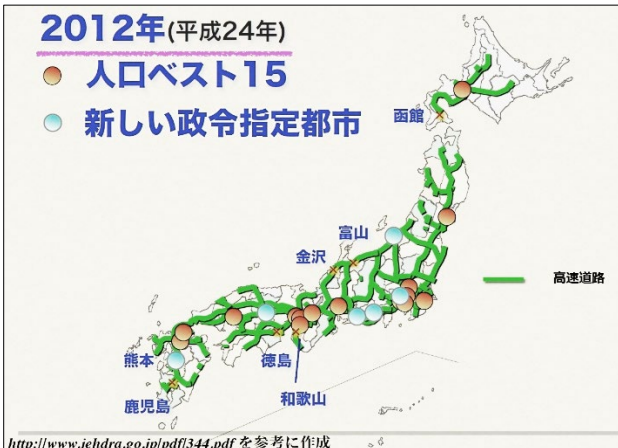 2012年(平成24年)
人口ベスト15
新しい政令指定都市
函館
富山
金沢
高速道路
熊本
徳島
和歌山
鹿児島
http://www.jehdra.go.jp/pdf/344.pdf を参考に作成